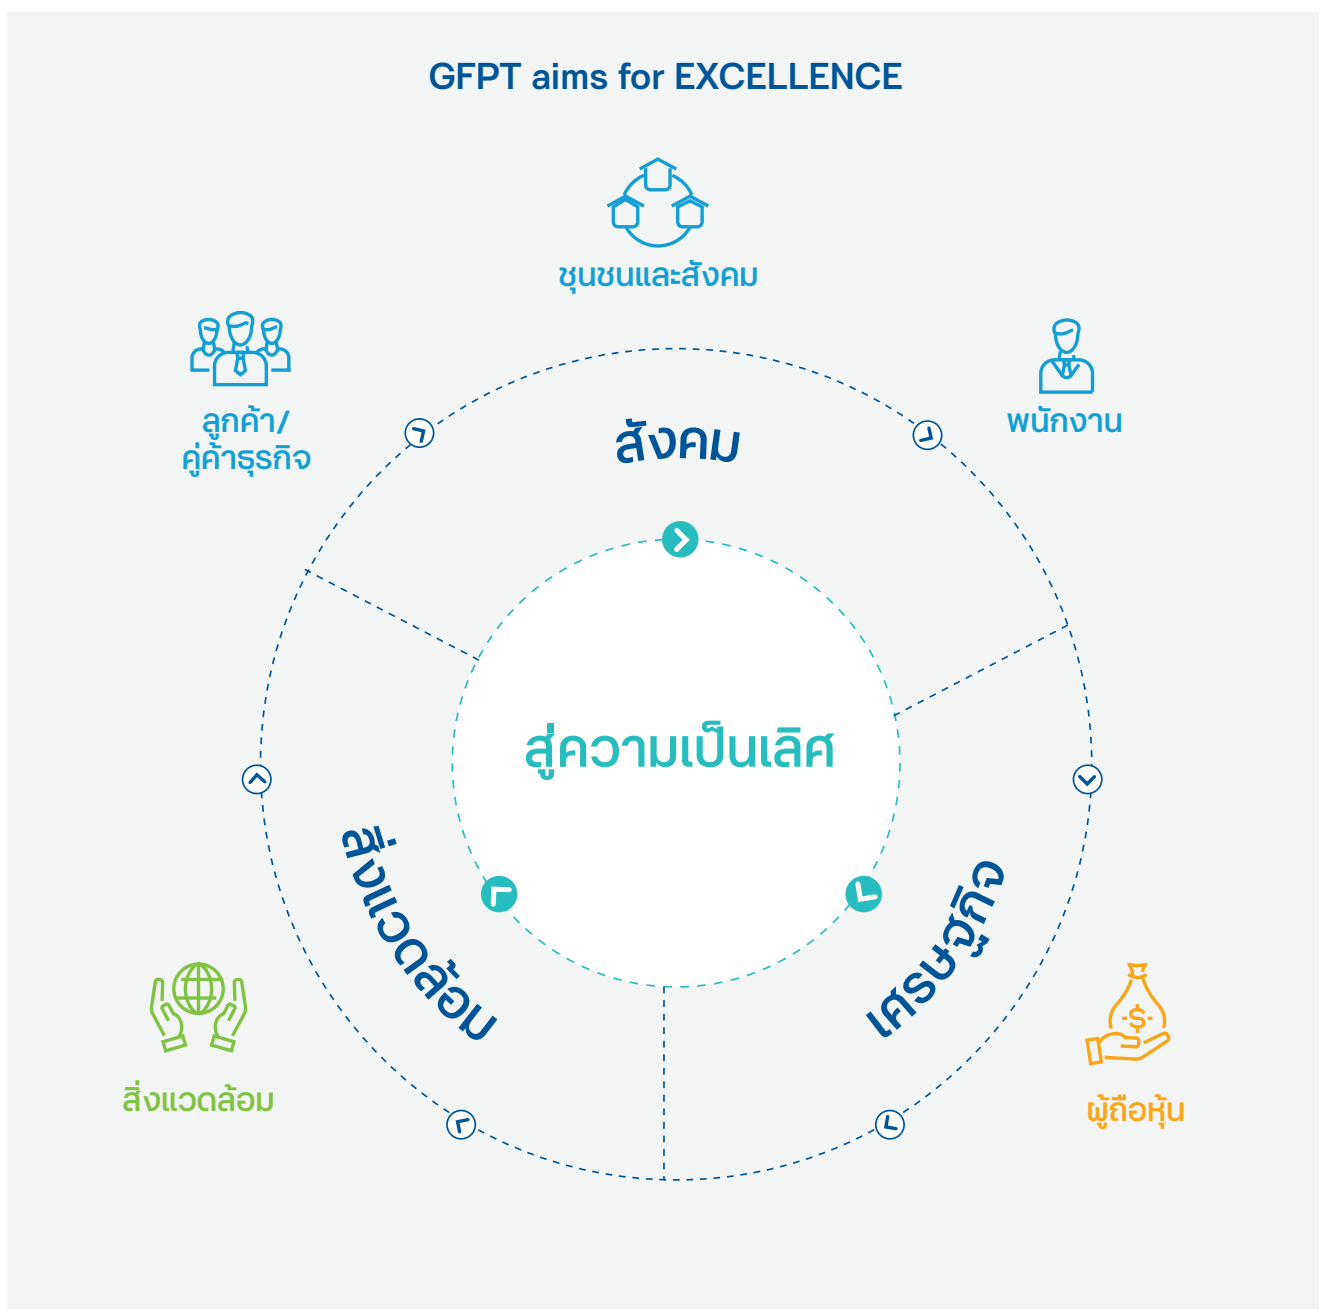 GFPT aims for EXCELLENCE
ชุมชนและสังคม
ลูกค้า/
คู่ค้าธุรกิจ
พนักงาน
สังคม
สู่ความเป็นเลิศ
สิ่งแวดล้อม
เศรษฐกิจ
สิ่งแวดล้อม
ผู้ถือหุ้น